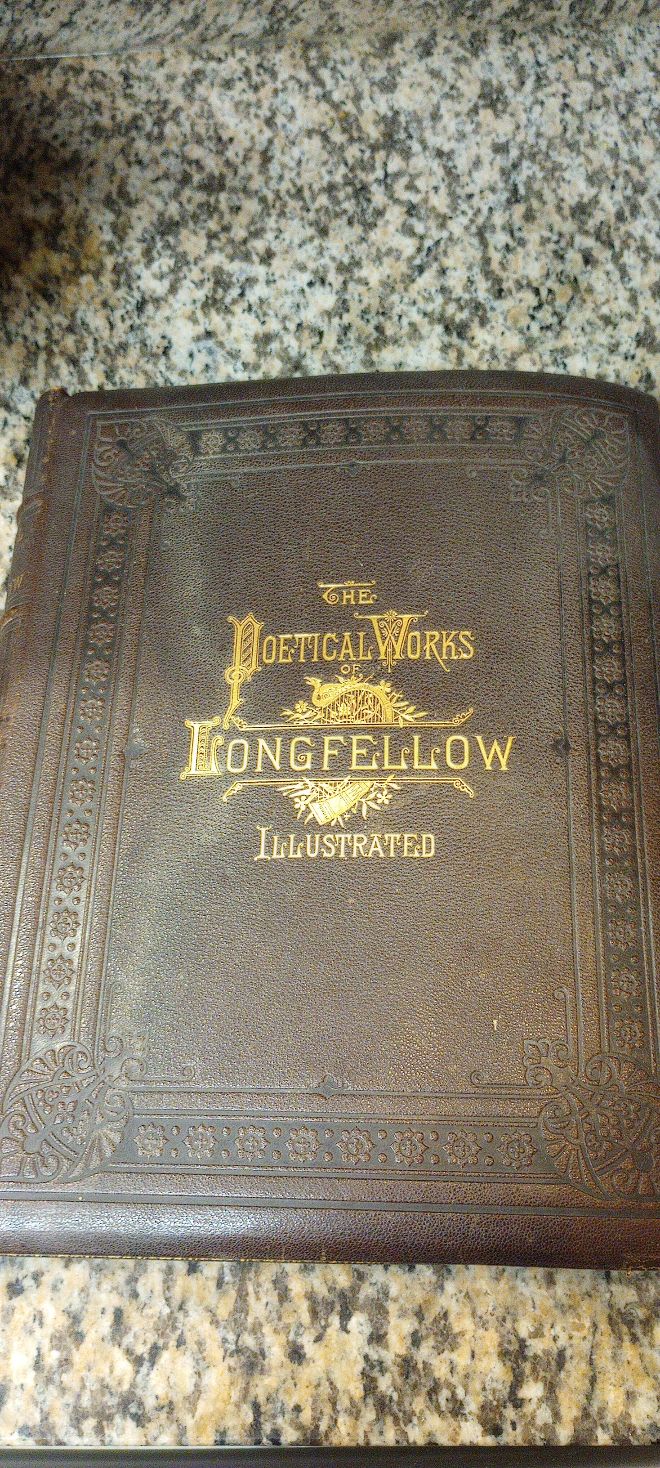 THE
POETICAL WORKS
OF
LONGFELLOW
ILLUSTRATED